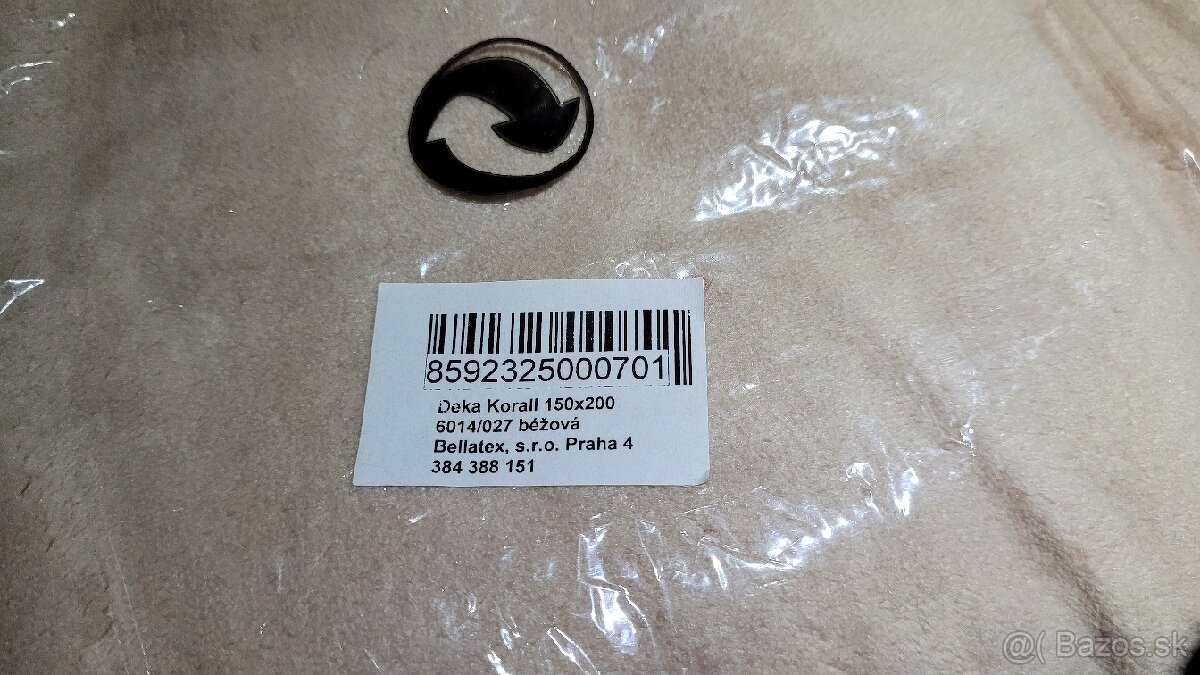 8592325000701
Deka Korall 150x200
6014/027 béžová
Bellatex, s.r.o. Praha 4
384 388 151
@( Bazos.sk